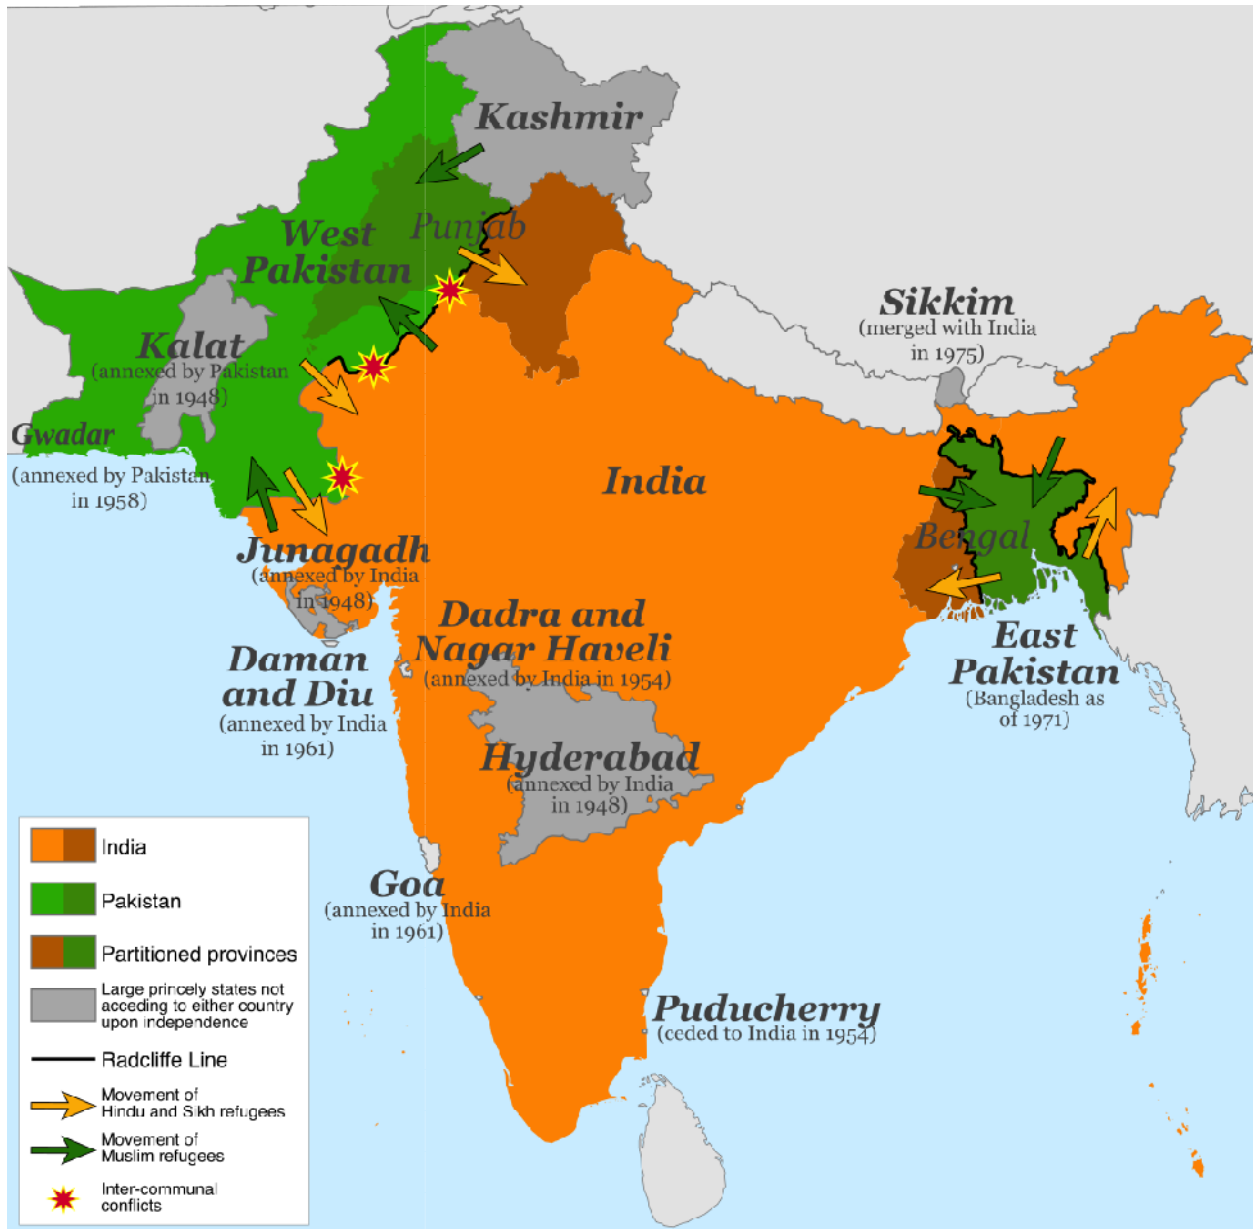 Kashmir
Punjab
West
Pakistan
Sikkim
(merged with India
in 1975)
Kalat
(annexed by Pakistan
in 1948)
Gwadar
(annexed by Pakistan
in 1958)
India
Bengal
Junagadh
(annexed by India
in 1948)
Dadra and
Nagar Haveli
(annexed by India in 1954)
East
Pakistan
(Bangladesh as
of 1971)
Daman
and Diu
(annexed by India
in 1961)
Hyderabad
(annexed by India
in 1948)
Goa
(annexed by India
in 1961)
Puducherry
(ceded to India in 1954)
India
Pakistan
Partitioned provinces
Large princely states not
acceding to either country
upon independence
Radcliffe Line
Movement of
Hindu and Sikh refugees
Movement of
Muslim refugees
Inter-communal
conflicts